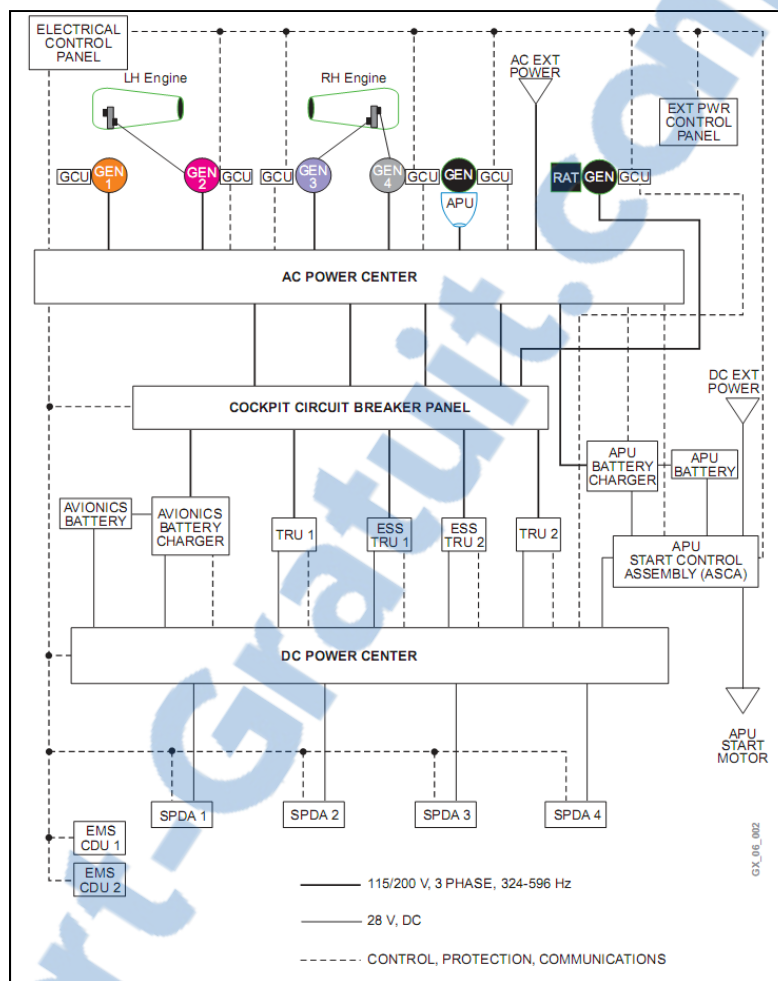 ELECTRICAL
CONTROL
PANEL
LH Engine
RH Engine
AC EXT
POWER
EXT PWR
CONTROL
PANEL
GCU
GEN
1
GEN
2
GCU
GCU
GEN
3
GEN
4
GCU
GEN
GCU
APU
RAT
GEN
GCU
AC POWER CENTER
DC EXT
POWER
COCKPIT CIRCUIT BREAKER PANEL
APU
BATTERY
CHARGER
APU
BATTERY
AVIONICS
BATTERY
AVIONICS
BATTERY
CHARGER
TRU 1
ESS
TRU 1
ESS
TRU 2
TRU 2
APU
START CONTROL
ASSEMBLY (ASCA)
DC POWER CENTER
APU
START
MOTOR
SPDA 1
SPDA 2
SPDA 3
SPDA 4
EMS
CDU 1
EMS
CDU 2
GX_06_002
115/200 V, 3 PHASE, 324-596 Hz
28 V, DC
CONTROL, PROTECTION, COMMUNICATIONS
rt-Gratuit.com